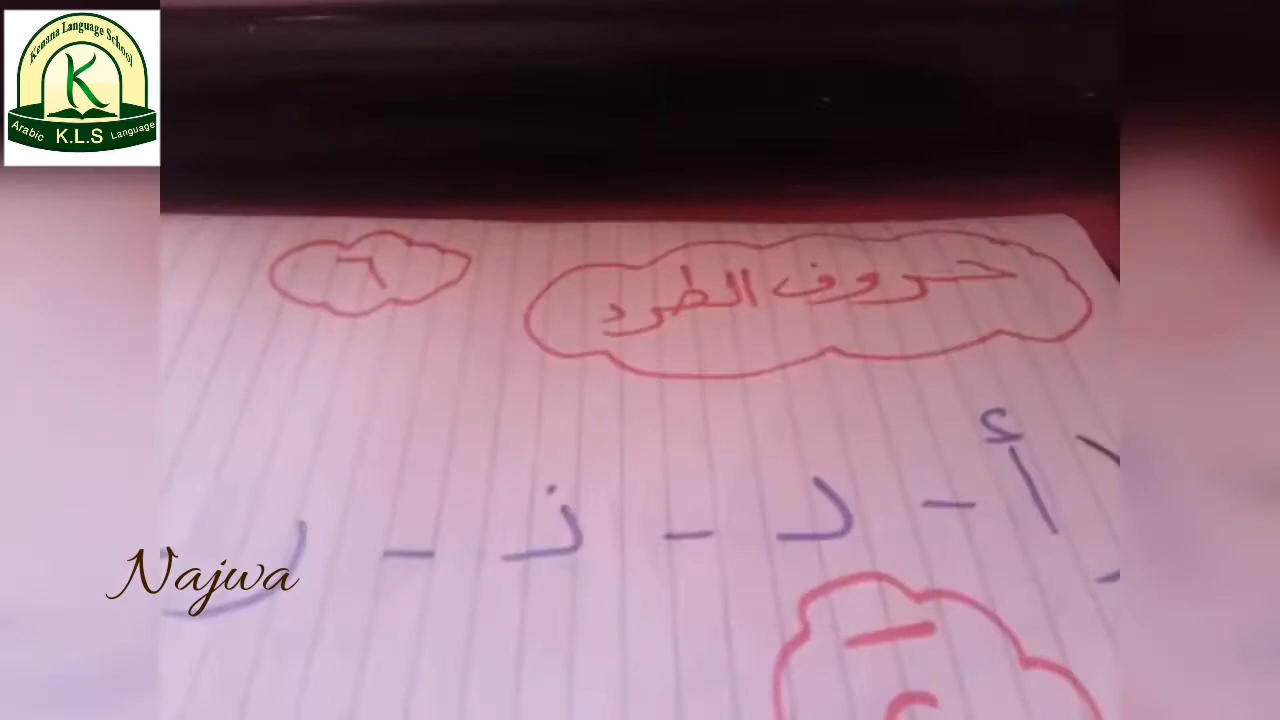 Kenana Language School
K
Arabic K.L.S Language
حروف الطرد
٦
أ - د - ذ - ر
Najwa